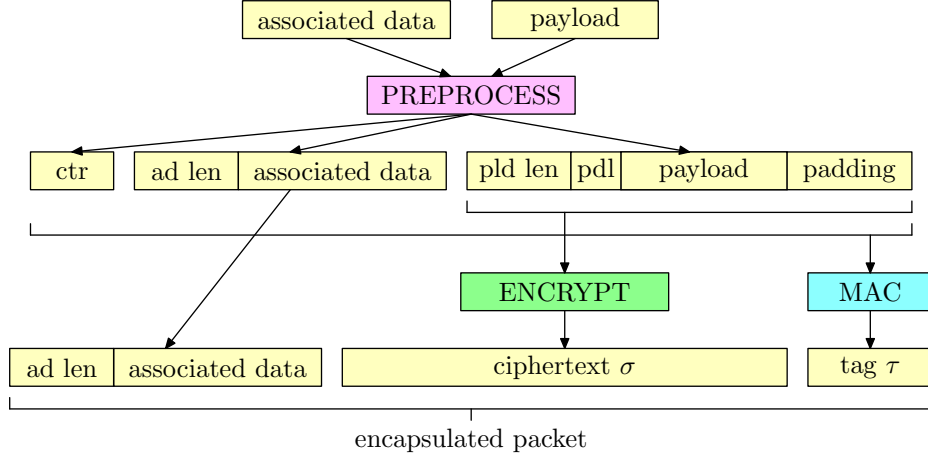 associated data payload
PREPROCESS
ctr ad len associated data pld len pdl payload padding
ENCRYPT MAC
ad len associated data ciphertext σ tag τ
encapsulated packet